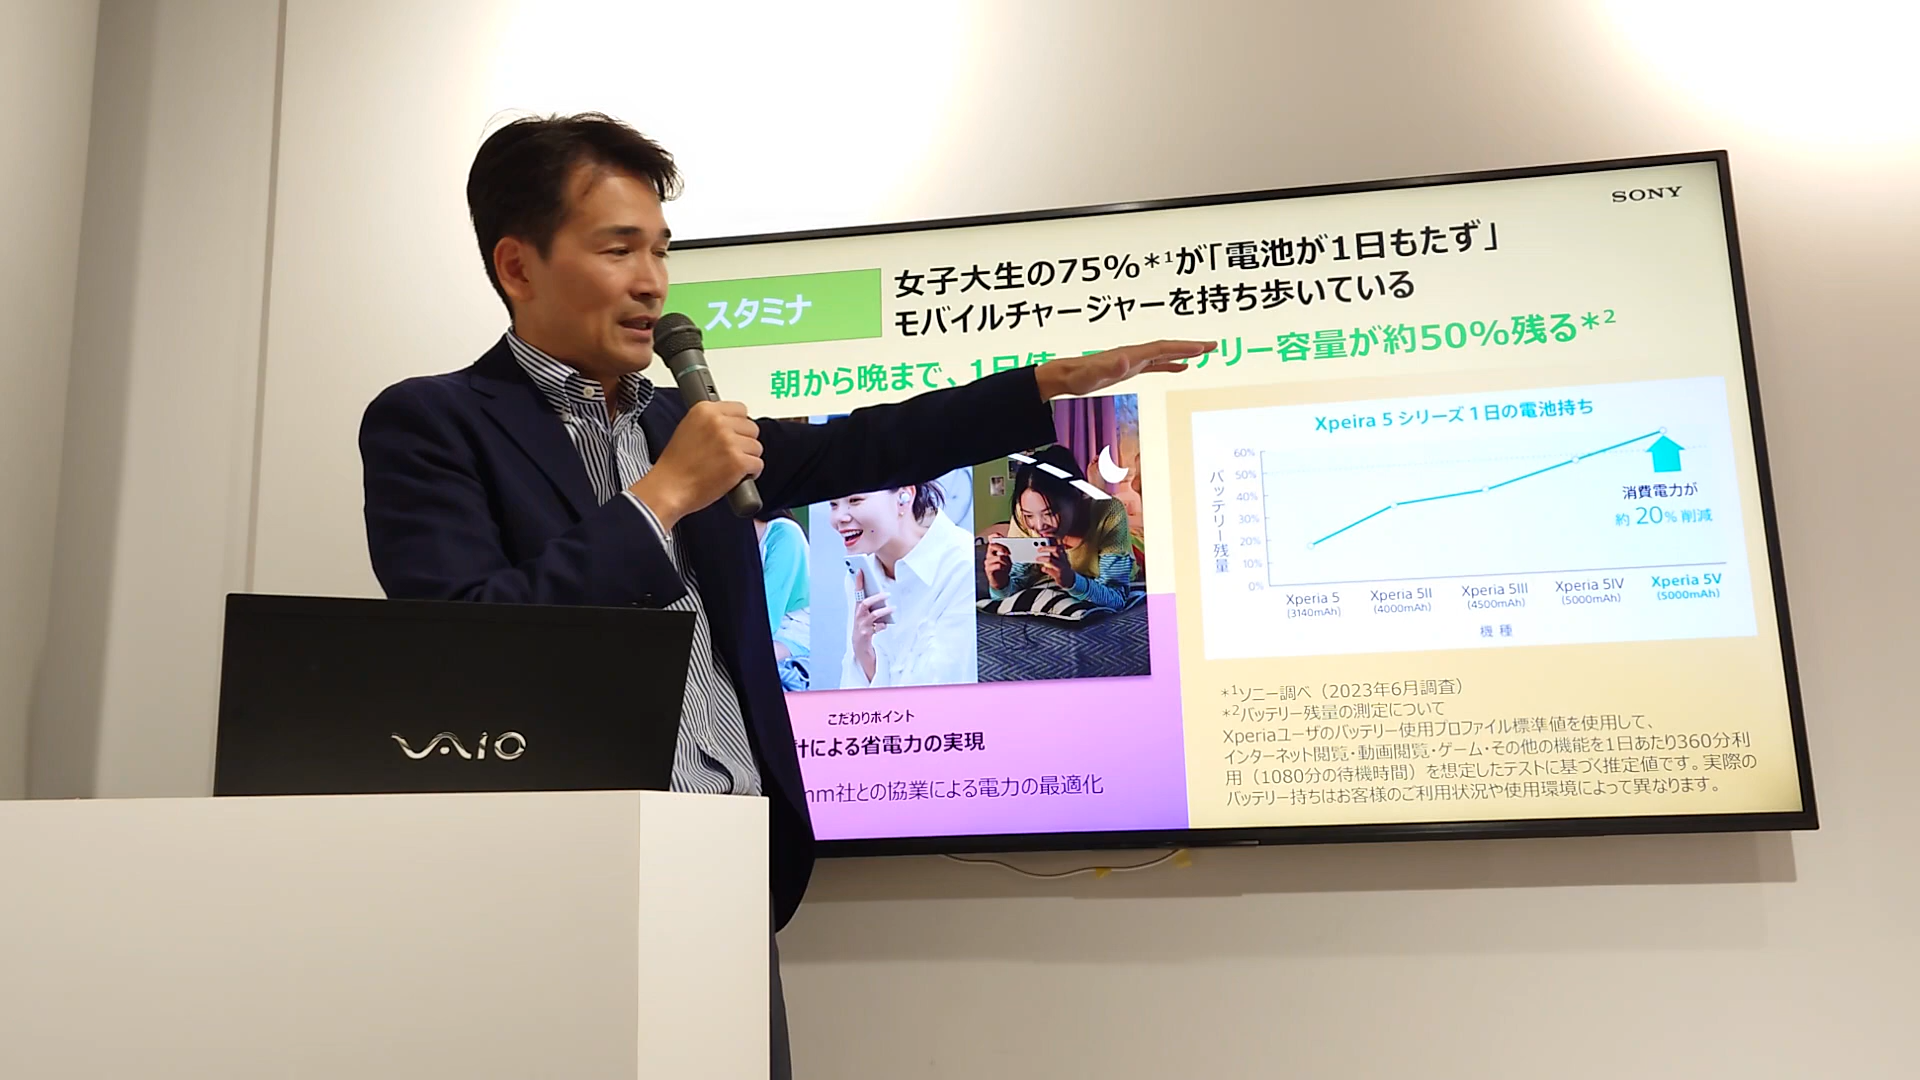 SONY
スタミナ
女子大生の75%*1が「電池が1日もたず」
モバイルチャージャーを持ち歩いている
朝から晩まで、1日使 テリー容量が約50%残る*2
Xpeira 5 シリーズ 1日の電池持ち
バッテリー残量
60%
50%
40%
30%
20%
10%
0%
消費電力が
約 20% 削減
Xperia 5 Xperia 5II Xperia 5III Xperia 5IV Xperia 5V
(3140mAh) (4000mAh) (4500mAh) (5000mAh) (5000mAh)
機 種
こだわりポイント
計による省電力の実現
mm社との協業による電力の最適化
*1ソニー調べ(2023年6月調査)
*2バッテリー残量の測定について
Xperiaユーザのバッテリー使用プロファイル標準値を使用して、
インターネット閲覧・動画閲覧・ゲーム・その他の機能を1日あたり360分利
用(1080分の待機時間)を想定したテストに基づく推定値です。実際の
バッテリー持ちはお客様のご利用状況や使用環境によって異なります。
VAIO